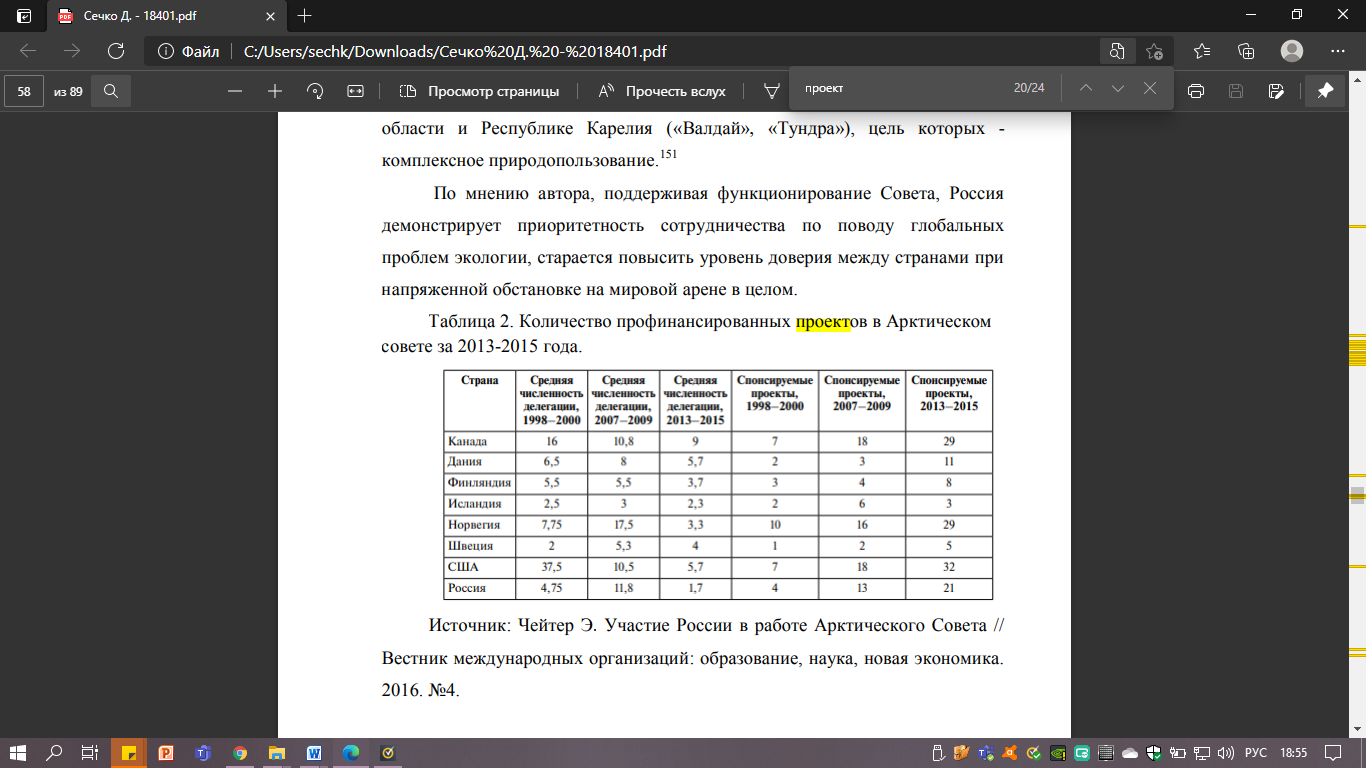 Сечко Д. - 18401.pdf
Файл
C:/Users/sechk/Downloads/Сечко%20Д.%20-%2018401.pdf
58 из 89
Просмотр страницы
Прочесть вслух
проект 20/24
области и Республике Карелия («Валдай», «Тундра»), цель которых -
комплексное природопользование.151
По мнению автора, поддерживая функционирование Совета, Россия
демонстрирует приоритетность сотрудничества по поводу глобальных
проблем экологии, старается повысить уровень доверия между странами при
напряженной обстановке на мировой арене в целом.
Таблица 2. Количество профинансированных проектов в Арктическом
совете за 2013-2015 года.
Страна Средняя численность делегации, 1998–2000 Средняя численность делегации, 2007–2009 Средняя численность делегации, 2013–2015 Спонсируемые проекты, 1998–2000 Спонсируемые проекты, 2007–2009 Спонсируемые проекты, 2013–2015
Канада 16 10,8 9 7 18 29
Дания 6,5 8 5,7 2 3 11
Финляндия 5,5 5,5 3,7 3 4 8
Исландия 2,5 3 2,3 2 6 3
Норвегия 7,75 17,5 3,3 10 16 29
Швеция 2 5,3 4 1 2 5
США 37,5 10,5 5,7 7 18 32
Россия 4,75 11,8 1,7 4 13 21
Источник: Чейтер Э. Участие России в работе Арктического Совета //
Вестник международных организаций: образование, наука, новая экономика.
2016. №4.
РУС 18:55